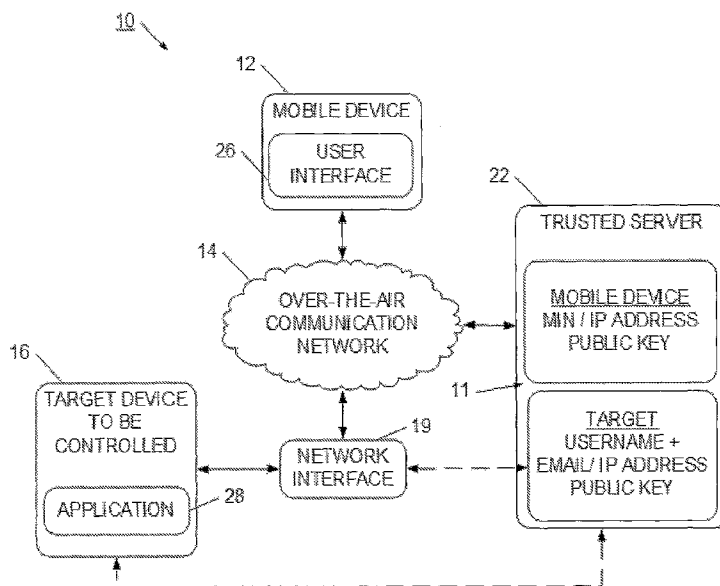 10
12
MOBILE DEVICE
26
USER
INTERFACE
22
TRUSTED SERVER
14
OVER-THE-AIR
COMMUNICATION
NETWORK
MOBILE DEVICE
MIN / IP ADDRESS
PUBLIC KEY
16
TARGET DEVICE
TO BE
CONTROLLED
11
19
NETWORK
INTERFACE
TARGET
USERNAME +
EMAIL/ IP ADDRESS
PUBLIC KEY
APPLICATION
28